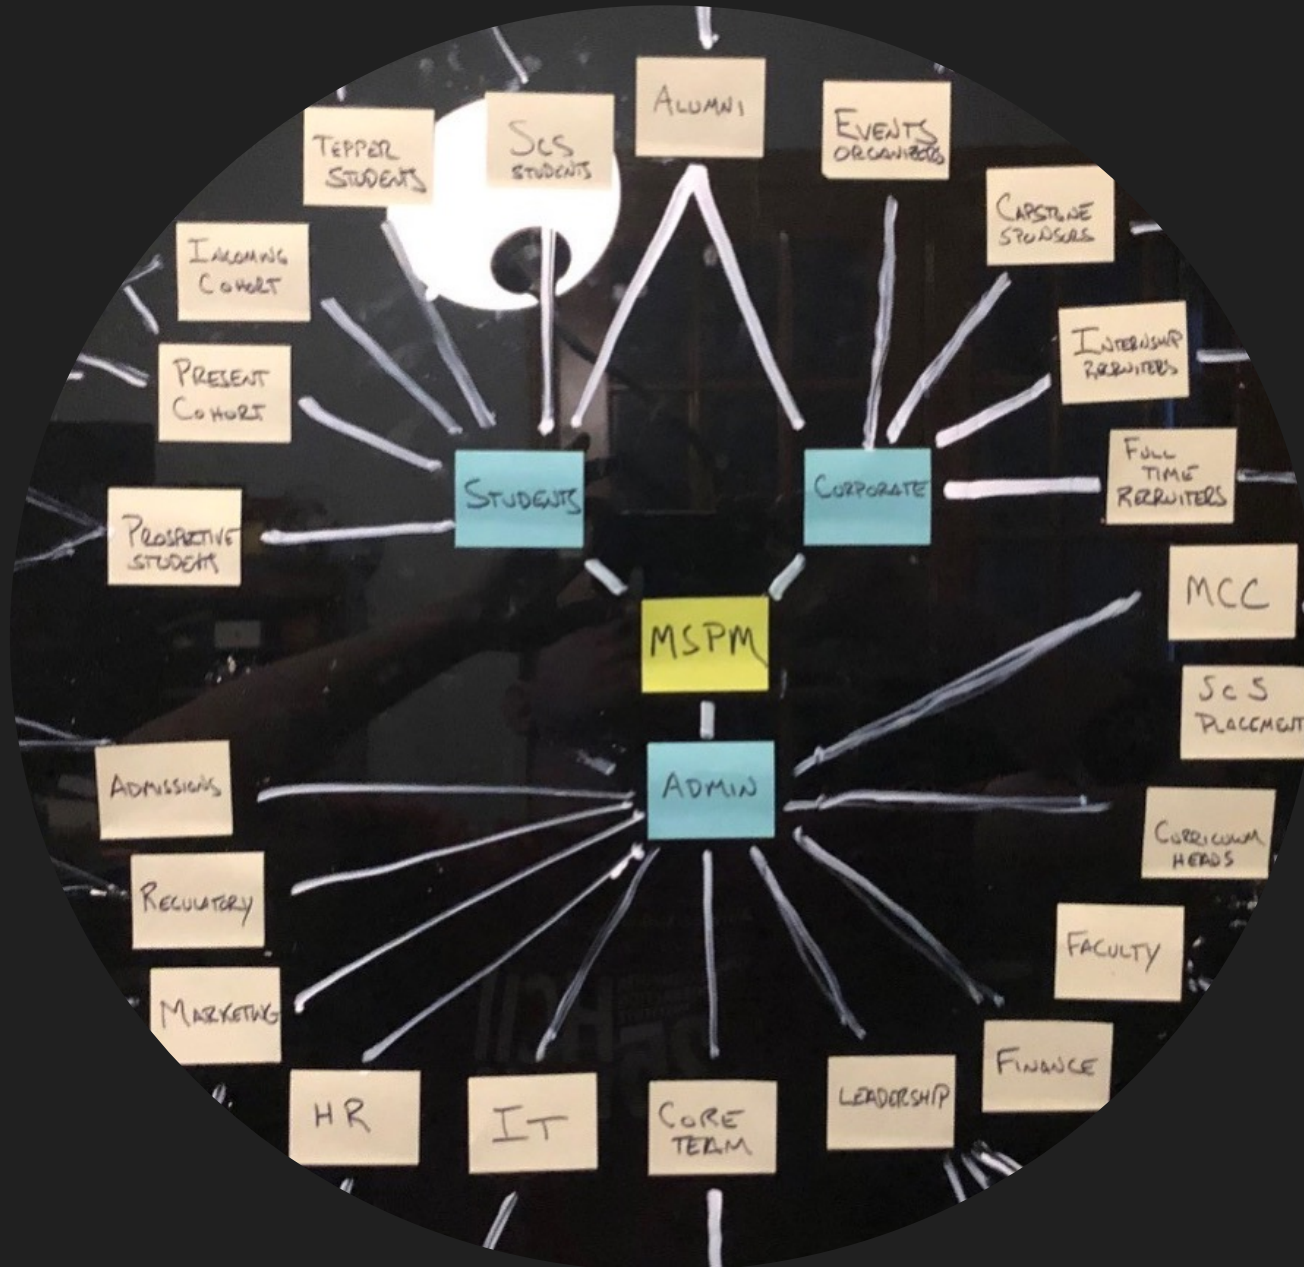 ALUMNI
SCS
STUDENTS
TEPPER
STUDENTS
EVENTS
ORGANIZERS
CAPSTONE
SPONSORS
INCOMING
COHORT
INTERNSHIP
RECRUITERS
PRESENT
COHORT
FULL
TIME
RECRUITERS
STUDENTS
CORPORATE
PROSPECTIVE
STUDENT
MCC
MSPM
SCS
PLACEMENT
ADMISSIONS
ADMIN
CURRICULUM
HEADS
REGULATORY
FACULTY
MARKETING
FINANCE
LEADERSHIP
HR
IT
CORE
TEAM